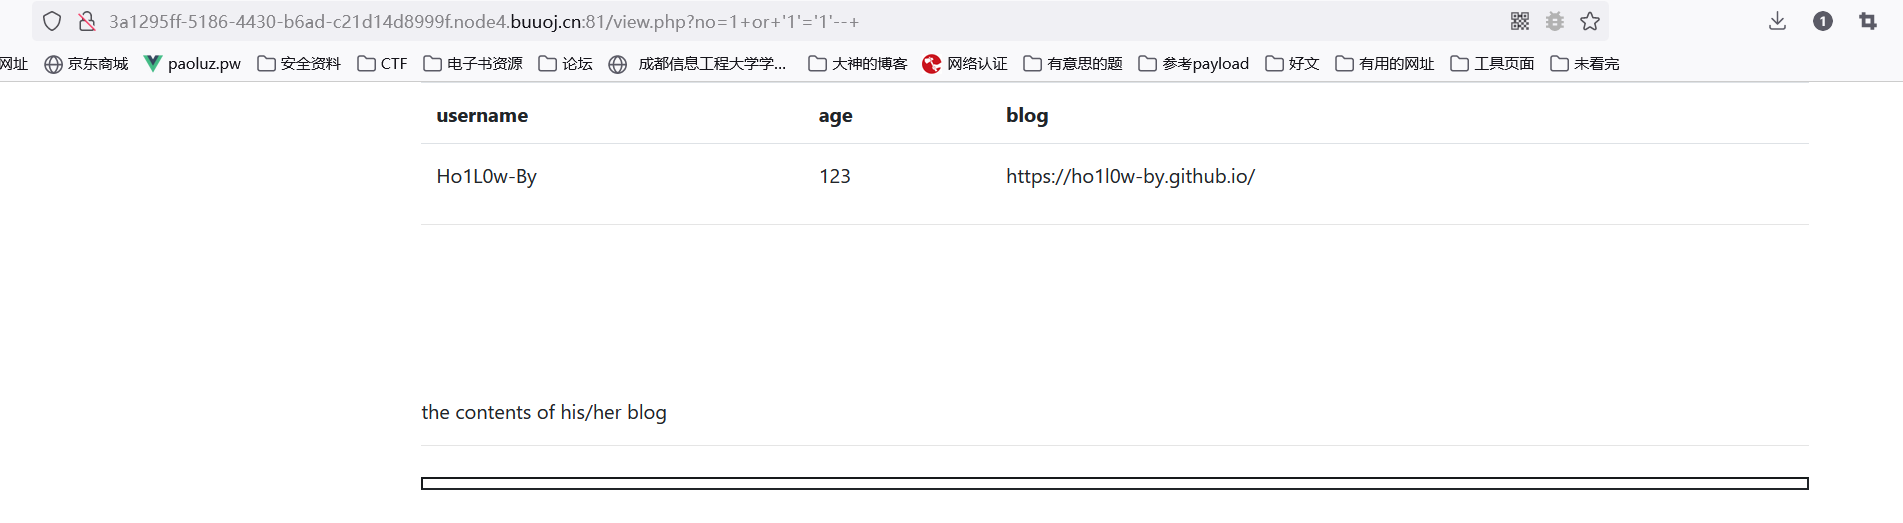 3a1295ff-5186-4430-b6ad-c21d14d8999f.node4.buuoj.cn:81/view.php?no=1+or+'1'='1'--+
1
网址 京东商城 paoluz.pw 安全资料 CTF 电子书资源 论坛 成都信息工程大学学... 大神的博客 网络认证 有意思的题 参考payload 好文 有用的网址 工具页面 未看完
username age blog
Ho1L0w-By 123 https://ho1l0w-by.github.io/
the contents of his/her blog